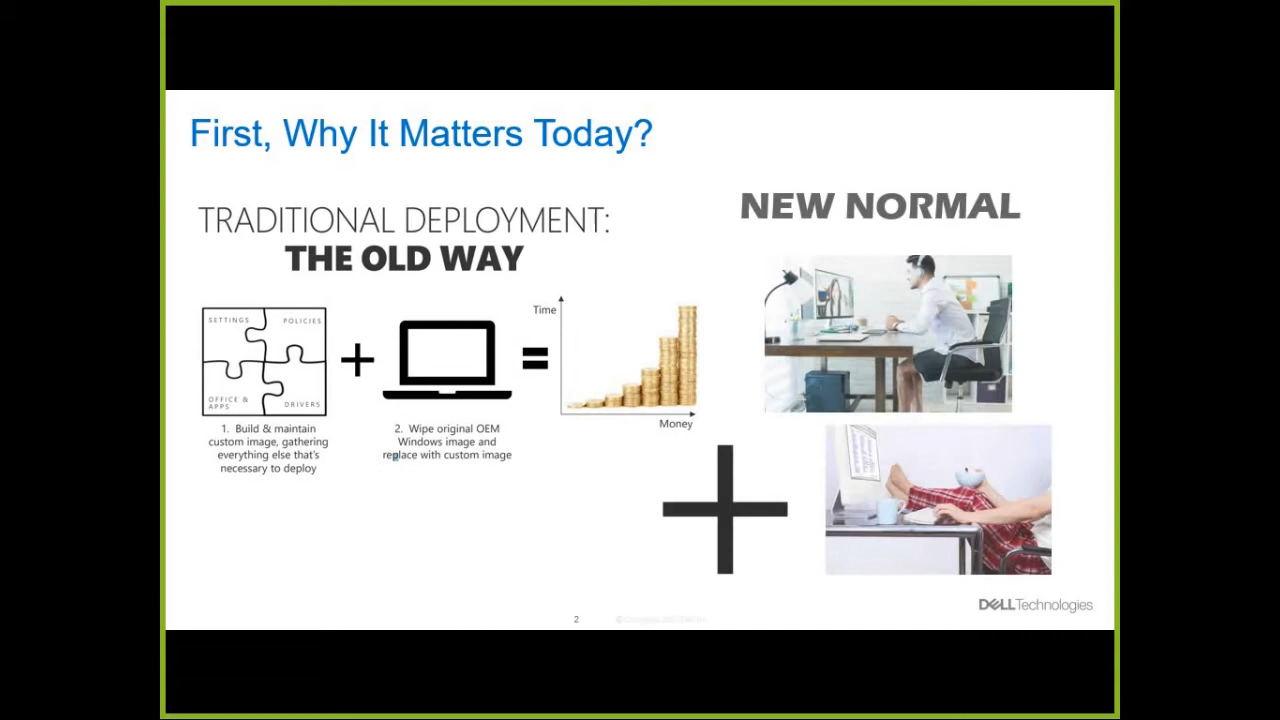 First, Why It Matters Today?
TRADITIONAL DEPLOYMENT:
THE OLD WAY
SETTINGS
POLICIES
OFFICE &
APPS
DRIVERS
1. Build & maintain
custom image, gathering
everything else that's
necessary to deploy
+
2. Wipe original OEM
Windows image and
replace with custom image
=
Time
Money
NEW NORMAL
+
DELLTechnologies
2